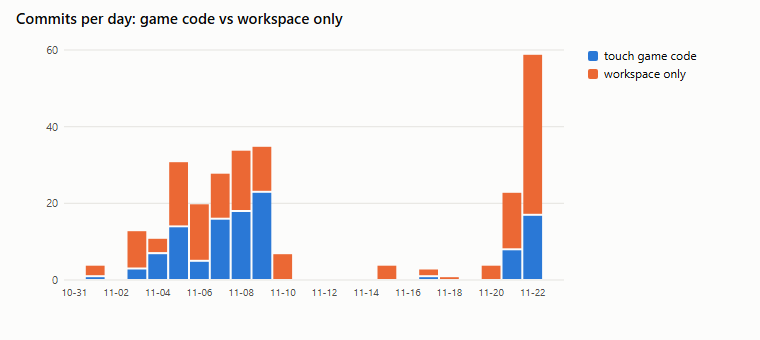 Commits per day: game code vs workspace only
60
touch game code
workspace only
40
20
0
10-31 11-02 11-04 11-06 11-08 11-10 11-12 11-14 11-16 11-18 11-20 11-22